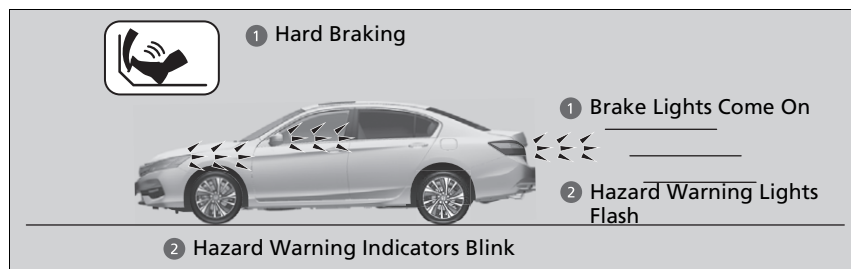 1 Hard Braking
1 Brake Lights Come On
2 Hazard Warning Lights
Flash
2 Hazard Warning Indicators Blink